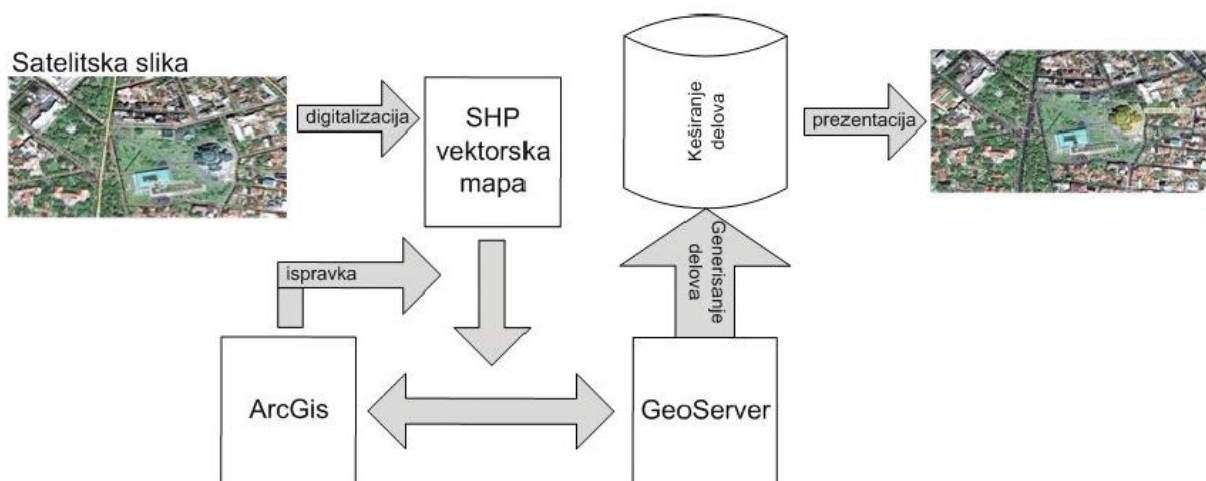 Satelitska slika
digitalizacija
SHP
vektorska
mapa
Keširanje
delova
prezentacija
ispravka
Generisanje
delova
ArcGis
GeoServer